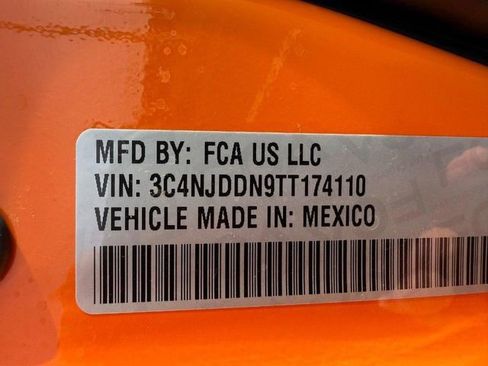 MFD BY: FCA US LLC
VIN: 3C4NJDDN9TT174110
VEHICLE MADE IN: MEXICO